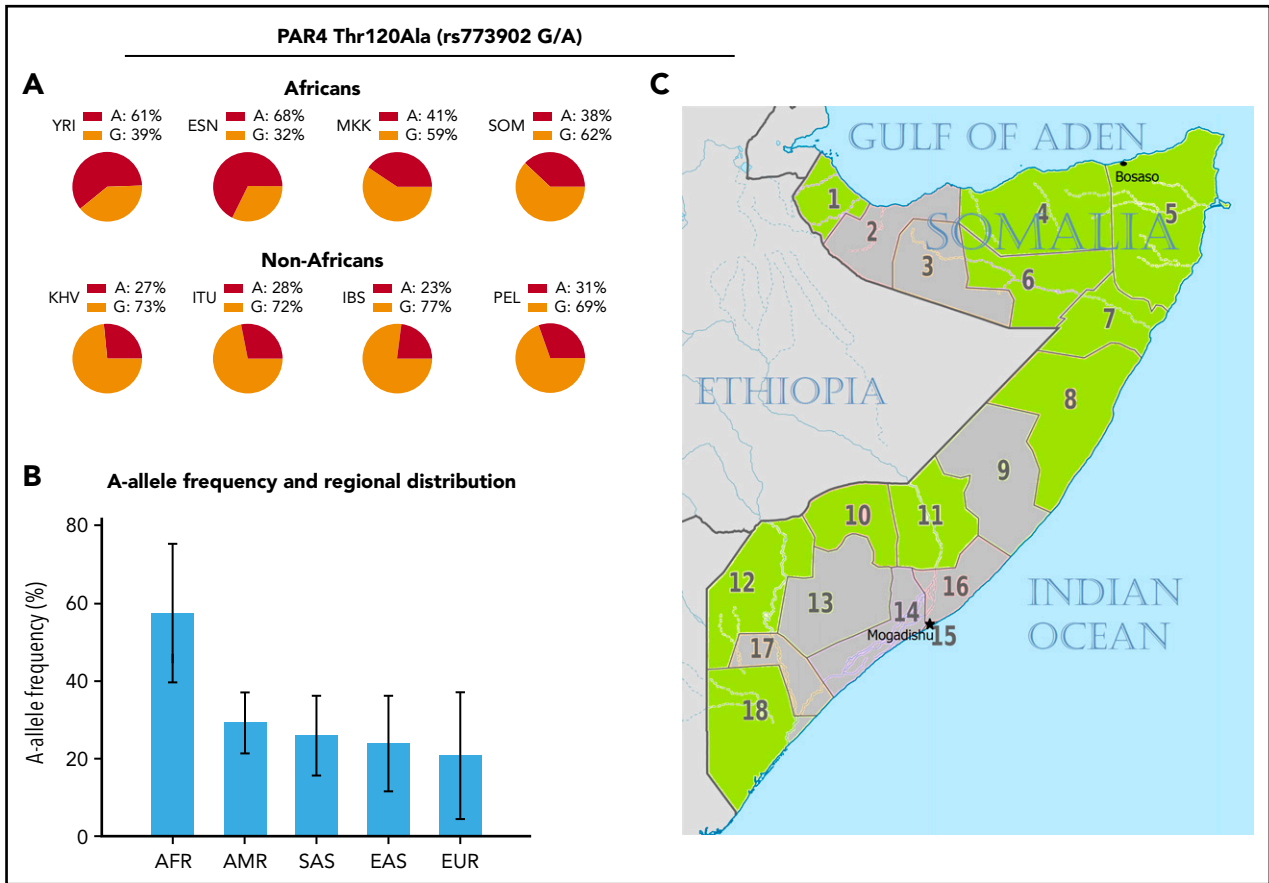 PAR4 Thr120Ala (rs773902 G/A)
A
Africans
YRI
A: 61%
G: 39%
ESN
A: 68%
G: 32%
MKK
A: 41%
G: 59%
SOM
A: 38%
G: 62%
Non-Africans
KHV
A: 27%
G: 73%
ITU
A: 28%
G: 72%
IBS
A: 23%
G: 77%
PEL
A: 31%
G: 69%
B
A-allele frequency and regional distribution
A-allele frequency (%)
80
60
40
20
0
AFR AMR SAS EAS EUR
C
GULF OF ADEN
Bosaso
SOMALIA
ETHIOPIA
INDIAN
OCEAN
Mogadishu
1
2
3
4
5
6
7
8
9
10
11
12
13
14
15
16
17
18